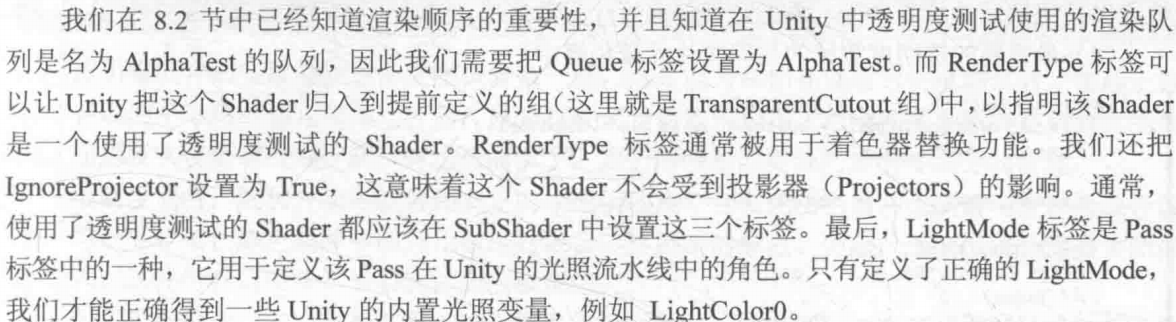 我们在 8.2 节中已经知道渲染顺序的重要性，并且知道在 Unity 中透明度测试使用的渲染队
列是名为 AlphaTest 的队列，因此我们需要把 Queue 标签设置为 AlphaTest。而 RenderType 标签可
以让 Unity 把这个 Shader 归入到提前定义的组（这里就是 TransparentCutout 组）中，以指明该 Shader
是一个使用了透明度测试的 Shader。RenderType 标签通常被用于着色器替换功能。我们还把
IgnoreProjector 设置为 True，这意味着这个 Shader 不会受到投影器（Projectors）的影响。通常，
使用了透明度测试的 Shader 都应该在 SubShader 中设置这三个标签。最后，LightMode 标签是 Pass
标签中的一种，它用于定义该 Pass 在 Unity 的光照流水线中的角色。只有定义了正确的 LightMode，
我们才能正确得到一些 Unity 的内置光照变量，例如 LightColor0。